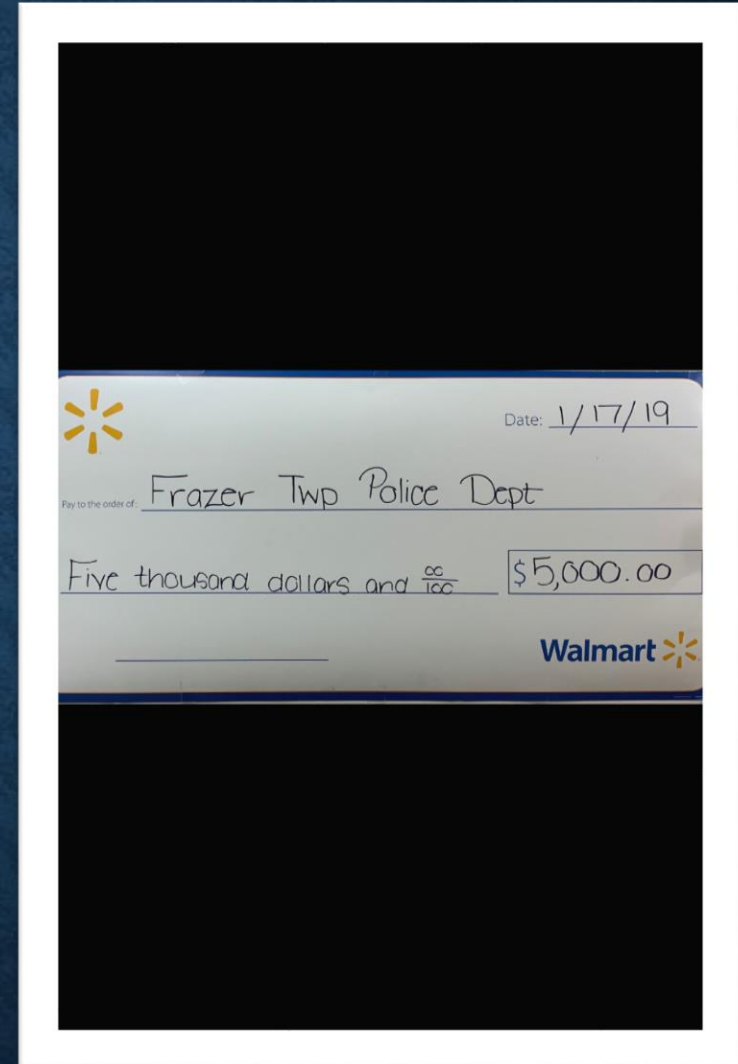 Date: 1/17/19
Pay to the order of: Frazer Twp Police Dept
Five thousand dollars and 00/100 $5,000.00
Walmart